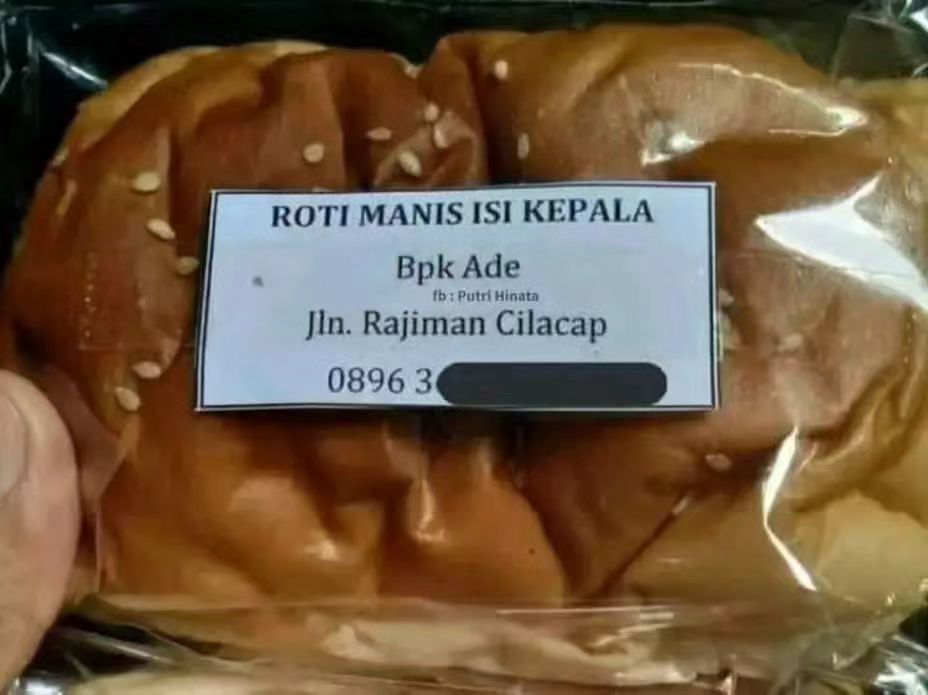 ROTI MANIS ISI KEPALA
Bpk Ade
fb : Putri Hinata
Jln. Rajiman Cilacap
0896 3